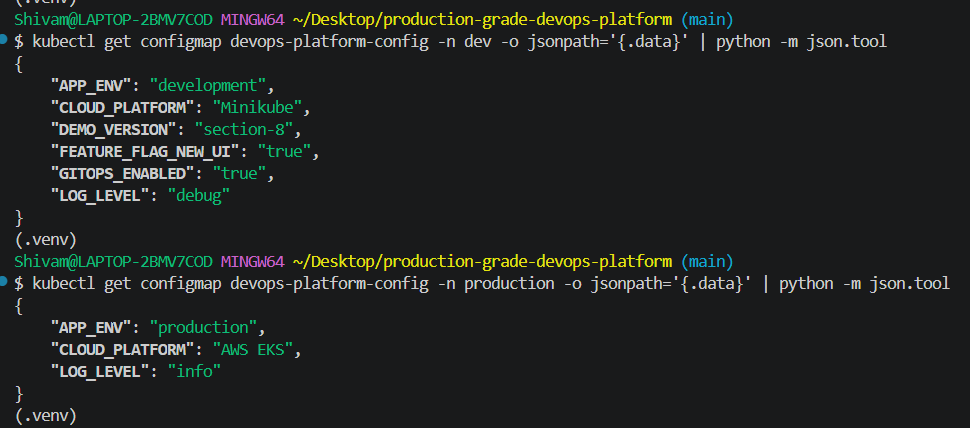 (.venv)
Shivam@LAPTOP-2BMV7COD MINGW64 ~/Desktop/production-grade-devops-platform (main)
$ kubectl get configmap devops-platform-config -n dev -o jsonpath='{.data}' | python -m json.tool
{
    "APP_ENV": "development",
    "CLOUD_PLATFORM": "Minikube",
    "DEMO_VERSION": "section-8",
    "FEATURE_FLAG_NEW_UI": "true",
    "GITOPS_ENABLED": "true",
    "LOG_LEVEL": "debug"
}
(.venv)
Shivam@LAPTOP-2BMV7COD MINGW64 ~/Desktop/production-grade-devops-platform (main)
$ kubectl get configmap devops-platform-config -n production -o jsonpath='{.data}' | python -m json.tool
{
    "APP_ENV": "production",
    "CLOUD_PLATFORM": "AWS EKS",
    "LOG_LEVEL": "info"
}
(.venv)